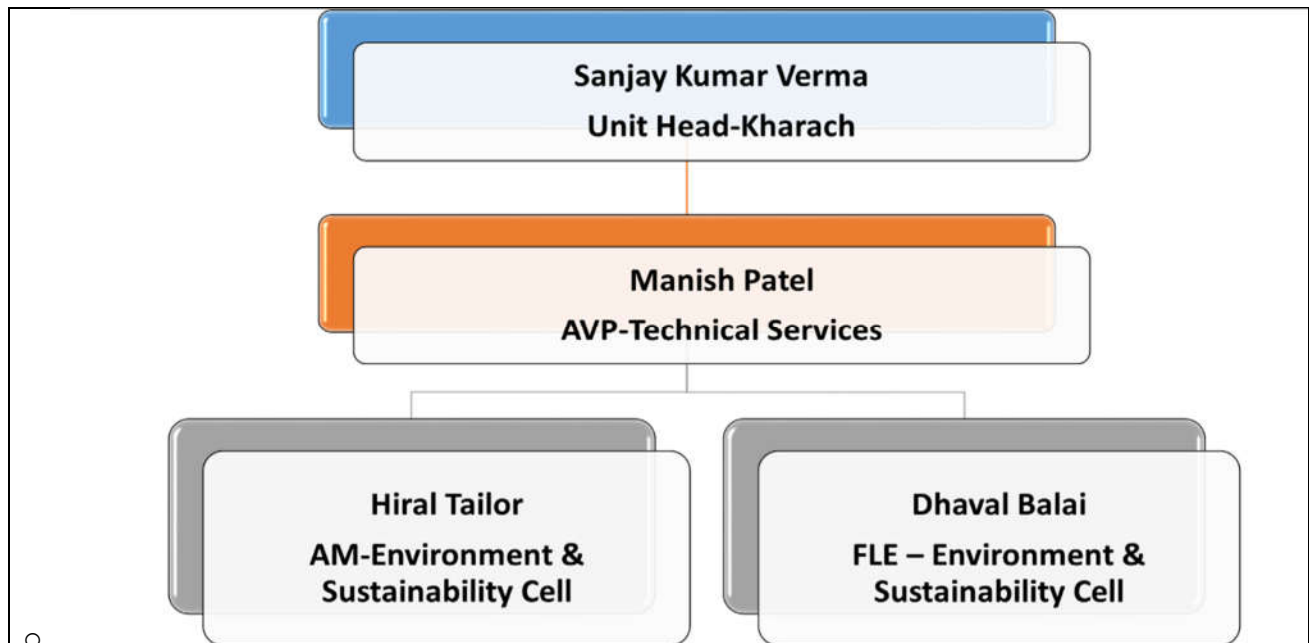 Sanjay Kumar Verma
Unit Head-Kharach
Manish Patel
AVP-Technical Services
Hiral Tailor
AM-Environment &
Sustainability Cell
Dhaval Balai
FLE – Environment &
Sustainability Cell